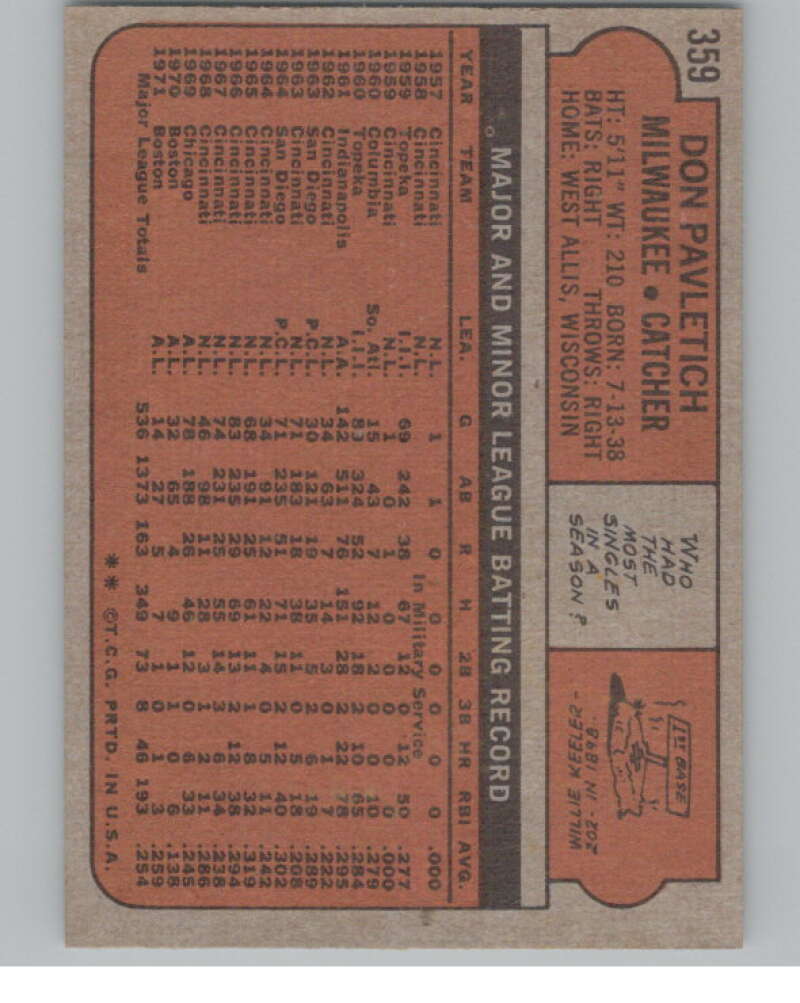 359
DON PAVLETICH
MILWAUKEE • CATCHER
HT: 5'11" WT: 210 BORN: 7-13-38
BATS: RIGHT THROWS: RIGHT
HOME: WEST ALLIS, WISCONSIN
WHO
HAD
THE
MOST
SINGLES
IN A
SEASON?
1ST BASE
202 - IN 1898.
WILLIE KEELER -
MAJOR AND MINOR LEAGUE BATTING RECORD
YEAR TEAM LEA. G AB R H 2B 3B HR RBI AVG.
1957 Cincinnati N.L. 1 1 0 0 0 0 0 0 .000
1958 Cincinnati N.L. In Military Service
1959 Topeka I.I.I. 69 242 38 67 12 0 12 50 .277
1959 Cincinnati N.L. 1 0 1 0 0 0 0 0 .000
1960 Columbia So. Atl. 15 43 7 12 2 0 0 10 .279
1960 Topeka I.I.I. 83 324 52 92 18 2 10 65 .284
1961 Indianapolis A.A. 142 511 76 151 28 2 22 78 .295
1962 Cincinnati N.L. 34 63 7 14 3 0 1 7 .222
1963 San Diego P.C.L. 30 121 19 35 5 2 6 19 .289
1963 Cincinnati N.L. 71 183 18 38 11 0 5 18 .208
1964 San Diego P.C.L. 71 235 51 71 15 2 12 40 .302
1964 Cincinnati N.L. 34 91 12 22 4 0 5 11 .242
1965 Cincinnati N.L. 68 191 25 61 11 1 8 32 .319
1966 Cincinnati N.L. 83 235 29 69 13 2 12 38 .294
1967 Cincinnati N.L. 74 231 25 55 14 3 6 34 .238
1968 Cincinnati N.L. 46 98 11 28 3 1 2 11 .286
1969 Chicago A.L. 78 188 26 46 12 0 6 33 .245
1970 Boston A.L. 32 65 4 9 1 1 0 6 .138
1971 Boston A.L. 14 27 5 7 1 0 1 3 .259
Major League Totals 536 1373 163 349 73 8 46 193 .254
** ©T.C.G. PRTD. IN U.S.A.